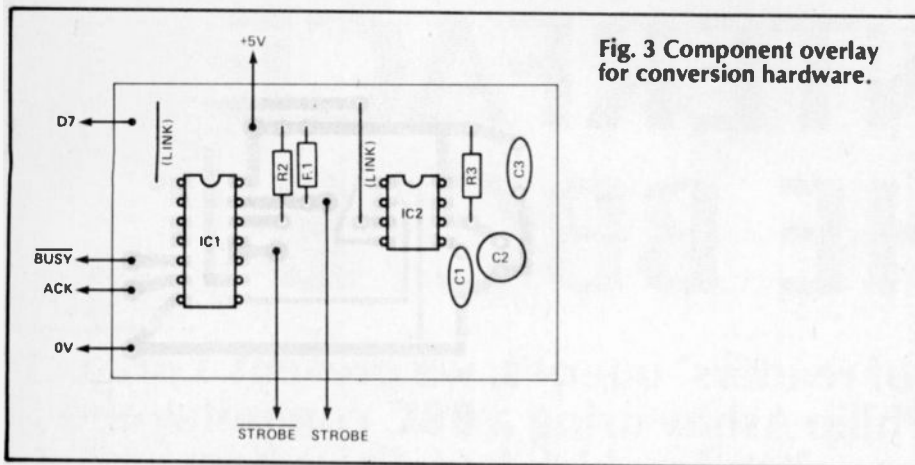 +5V
Fig. 3 Component overlay
for conversion hardware.
D7
(LINK)
R2
F.1
(LINK)
R3
C3
IC1
IC2
BUSY
ACK
C1
C2
0V
STROBE STROBE